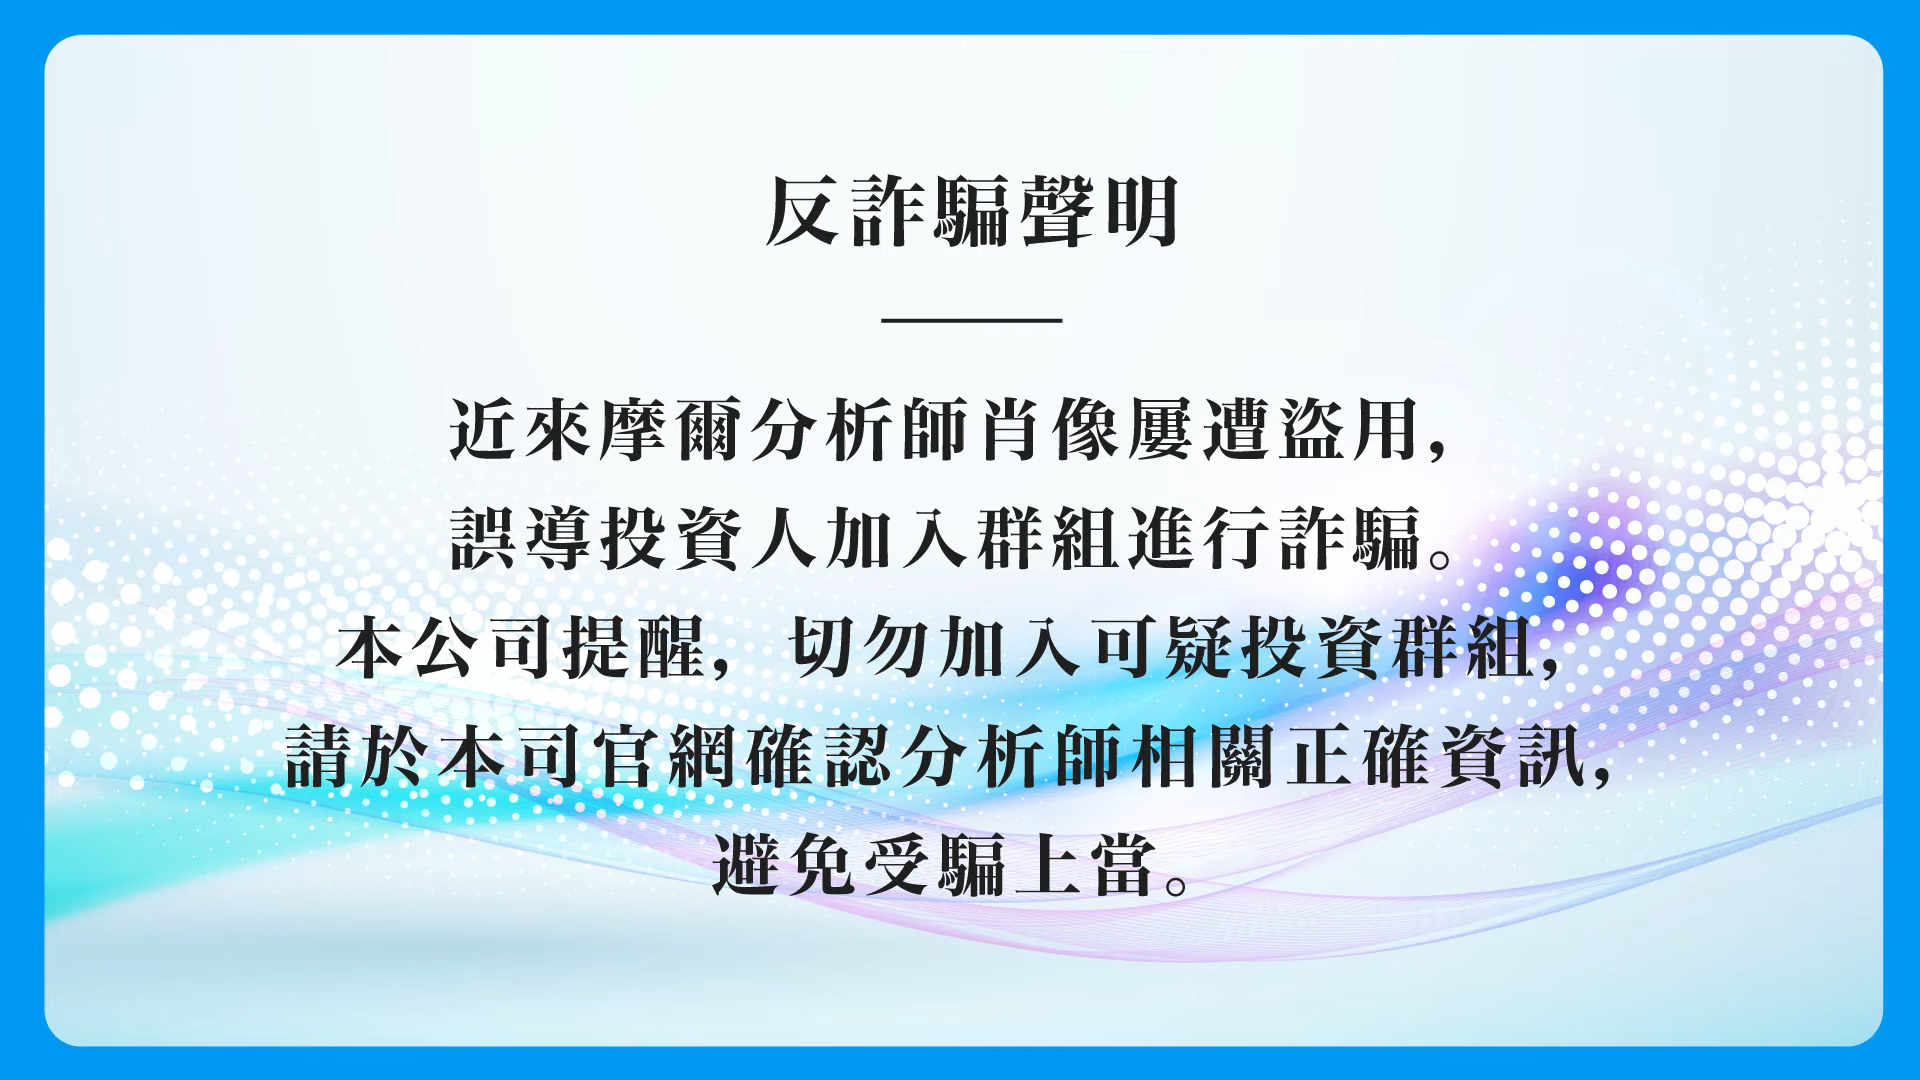 反詐騙聲明
近來摩爾分析師肖像屢遭盜用，
誤導投資人加入群組進行詐騙。
本公司提醒，切勿加入可疑投資群組，
請於本司官網確認分析師相關正確資訊，
避免受騙上當。